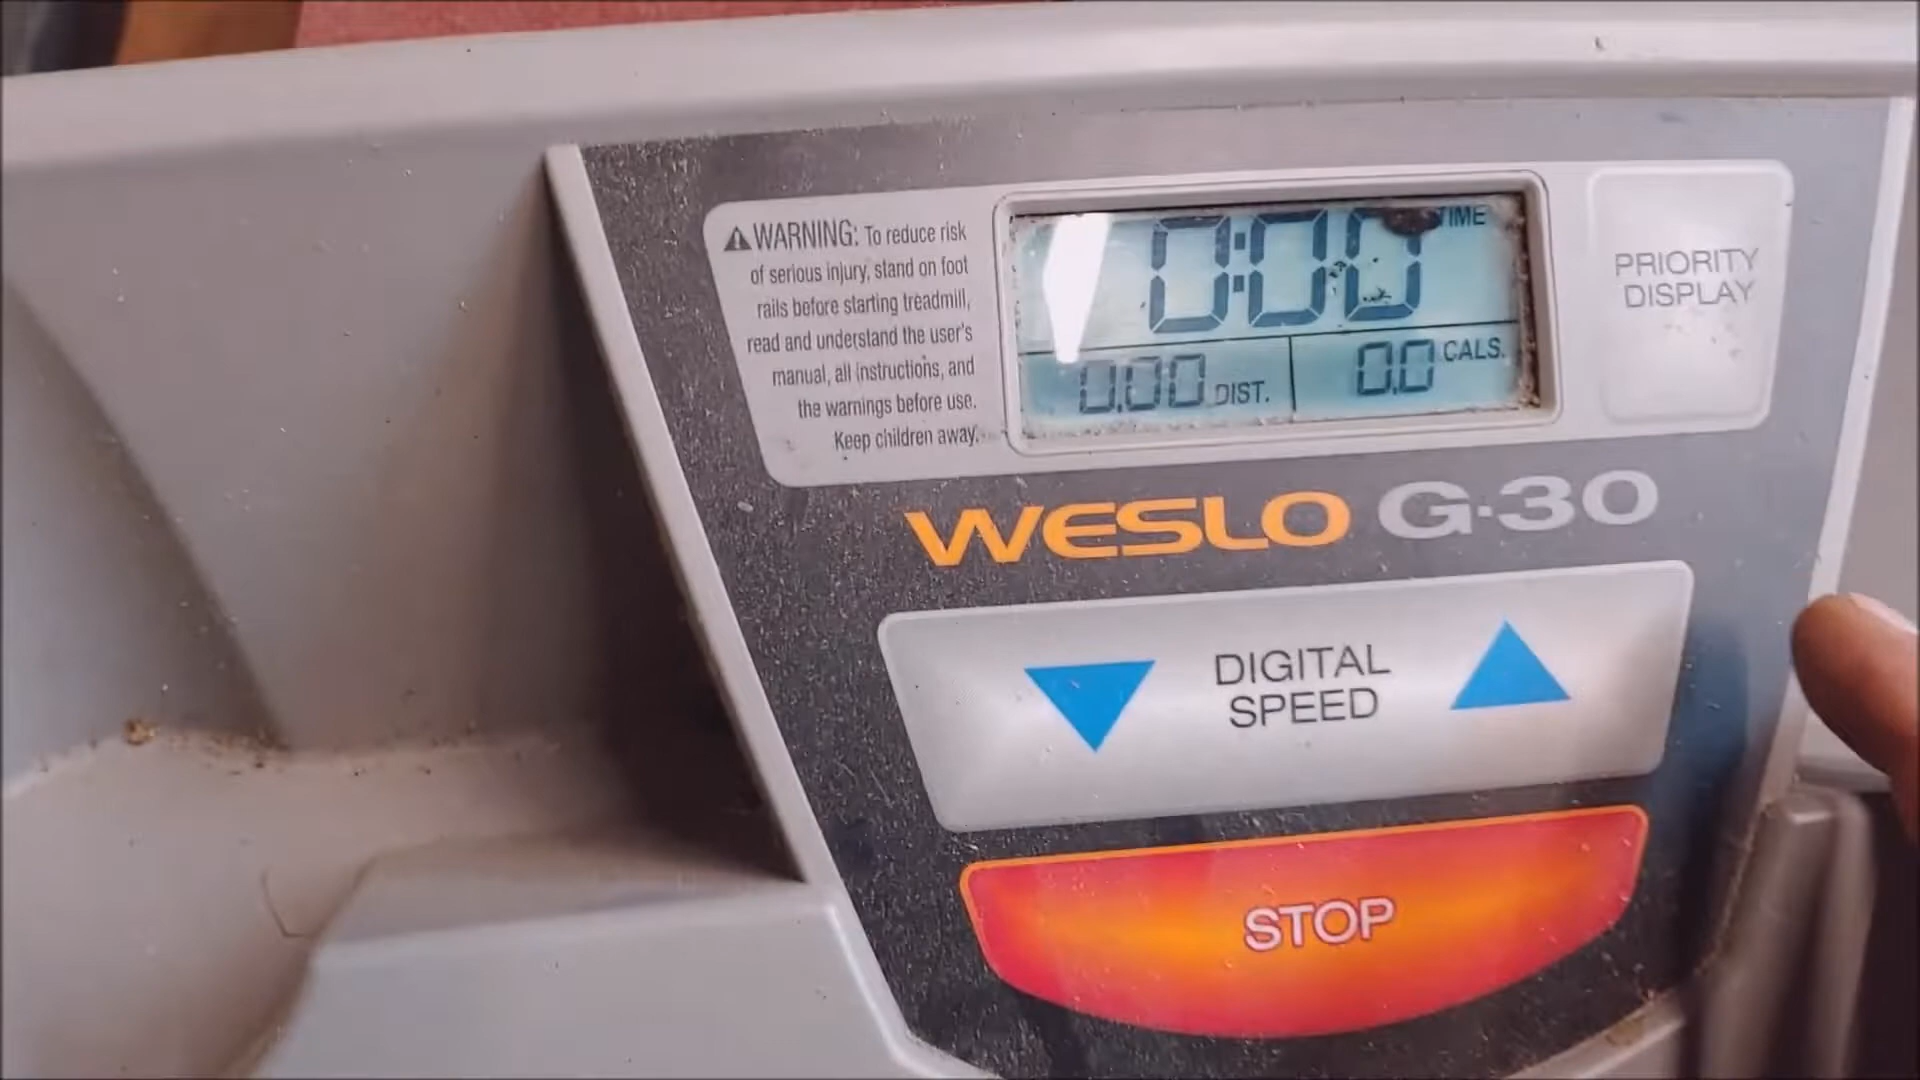 ⚠WARNING: To reduce risk
of serious injury, stand on foot
rails before starting treadmill,
read and understand the user's
manual, all instructions, and
the warnings before use.
Keep children away.
0:00 TIME
0.00 DIST.
0.0 CALS.
PRIORITY
DISPLAY
WESLO G-30
DIGITAL
SPEED
STOP